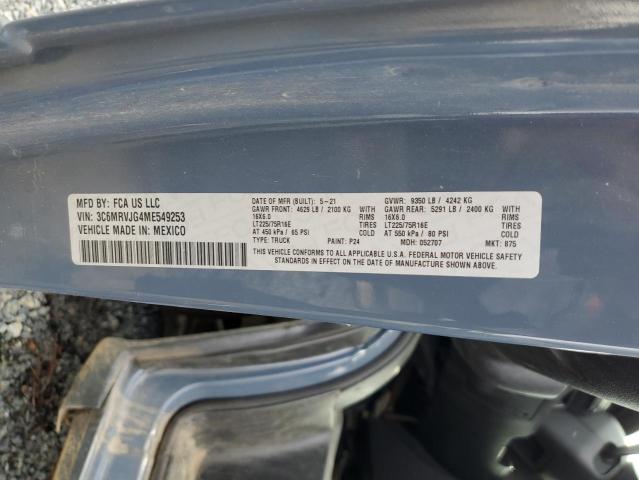 MFD BY: FCA US LLC
VIN: 3C6MRVJG4ME549253
VEHICLE MADE IN: MEXICO
DATE OF MFR (BUILT): 5-21 GVWR: 9350 LB / 4242 KG
GAWR FRONT: 4629 LB / 2100 KG GAWR REAR: 5291 LB / 2400 KG
16X6.0 RIMS 16X6.0 RIMS
LT225/75R16E TIRES LT225/75R16E TIRES
AT 450 kPa / 65 PSI COLD AT 550 kPa / 80 PSI COLD
TYPE: TRUCK PAINT: P24 MDH: 052707 MKT: 875
THIS VEHICLE CONFORMS TO ALL APPLICABLE U.S.A. FEDERAL MOTOR VEHICLE SAFETY
STANDARDS IN EFFECT ON THE DATE OF MANUFACTURE SHOWN ABOVE.